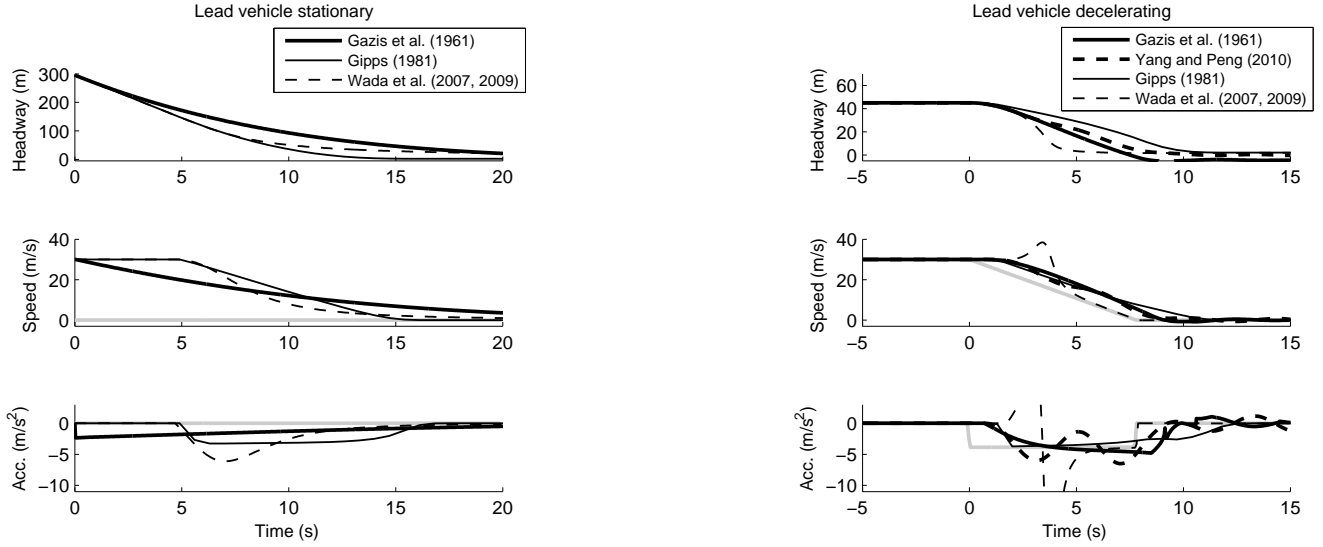 Lead vehicle stationary
Gazis et al. (1961)
Gipps (1981)
Wada et al. (2007, 2009)
Headway (m)
300
200
100
0
0 5 10 15 20
Speed (m/s)
40
20
0
0 5 10 15 20
Acc. (m/s²)
0
−5
−10
0 5 10 15 20
Time (s)
Lead vehicle decelerating
Gazis et al. (1961)
Yang and Peng (2010)
Gipps (1981)
Wada et al. (2007, 2009)
Headway (m)
60
40
20
0
−5 0 5 10 15
Speed (m/s)
40
20
0
−5 0 5 10 15
Acc. (m/s²)
0
−5
−10
−5 0 5 10 15
Time (s)